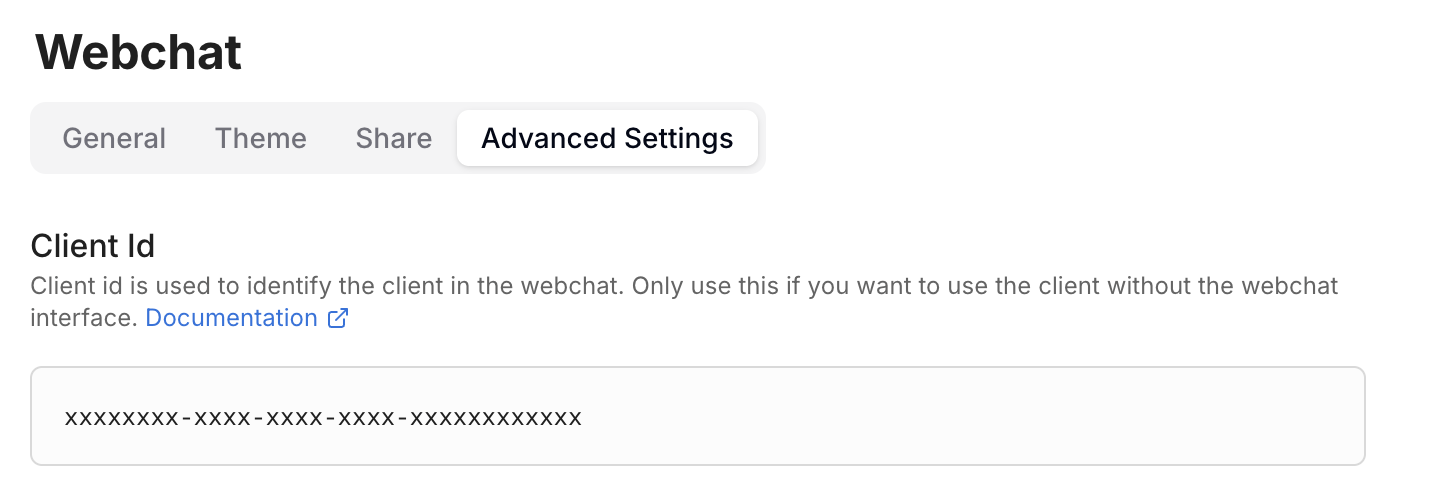 Webchat
General Theme Share Advanced Settings
Client Id
Client id is used to identify the client in the webchat. Only use this if you want to use the client without the webchat
interface. Documentation
xxxxxxxx-xxxx-xxxx-xxxx-xxxxxxxxxxxx